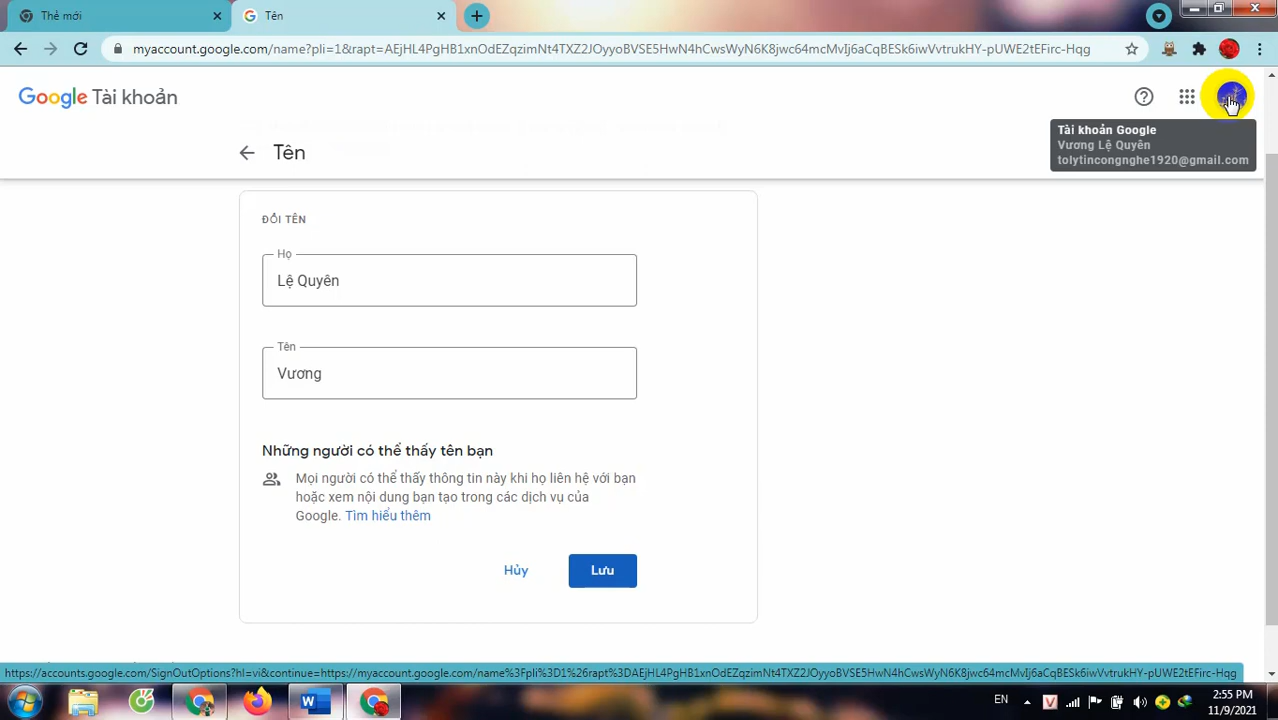 Thẻ mới
Tên
myaccount.google.com/name?pli=1&rapt=AEjHL4PgHB1xnOdEZqzimNt4TXZ2JOyyoBVSE5HwN4hCwsWyN6K8jwc64mcMvIj6aCqBESk6iwVvtrukHY-pUWE2tEFirc-Hqg
Google Tài khoản
Tên
Tài khoản Google
Vương Lệ Quyên
tolytincongnghe1920@gmail.com
ĐỔI TÊN
Họ
Lệ Quyên
Tên
Vương
Những người có thể thấy tên bạn
Mọi người có thể thấy thông tin này khi họ liên hệ với bạn
hoặc xem nội dung bạn tạo trong các dịch vụ của
Google. Tìm hiểu thêm
Hủy
Lưu
https://accounts.google.com/SignOutOptions?hl=vi&continue=https://myaccount.google.com/name%3Fpli%3D1%26rapt%3DAEjHL4PgHB1xnOdEZqzimNt4TXZ2JOyyoBVSE5HwN4hCwsWyN6K8jwc64mcMvIj6aCqBESk6iwVvtrukHY-pUWE2tEFirc-Hqg
EN
2:55 PM
11/9/2021